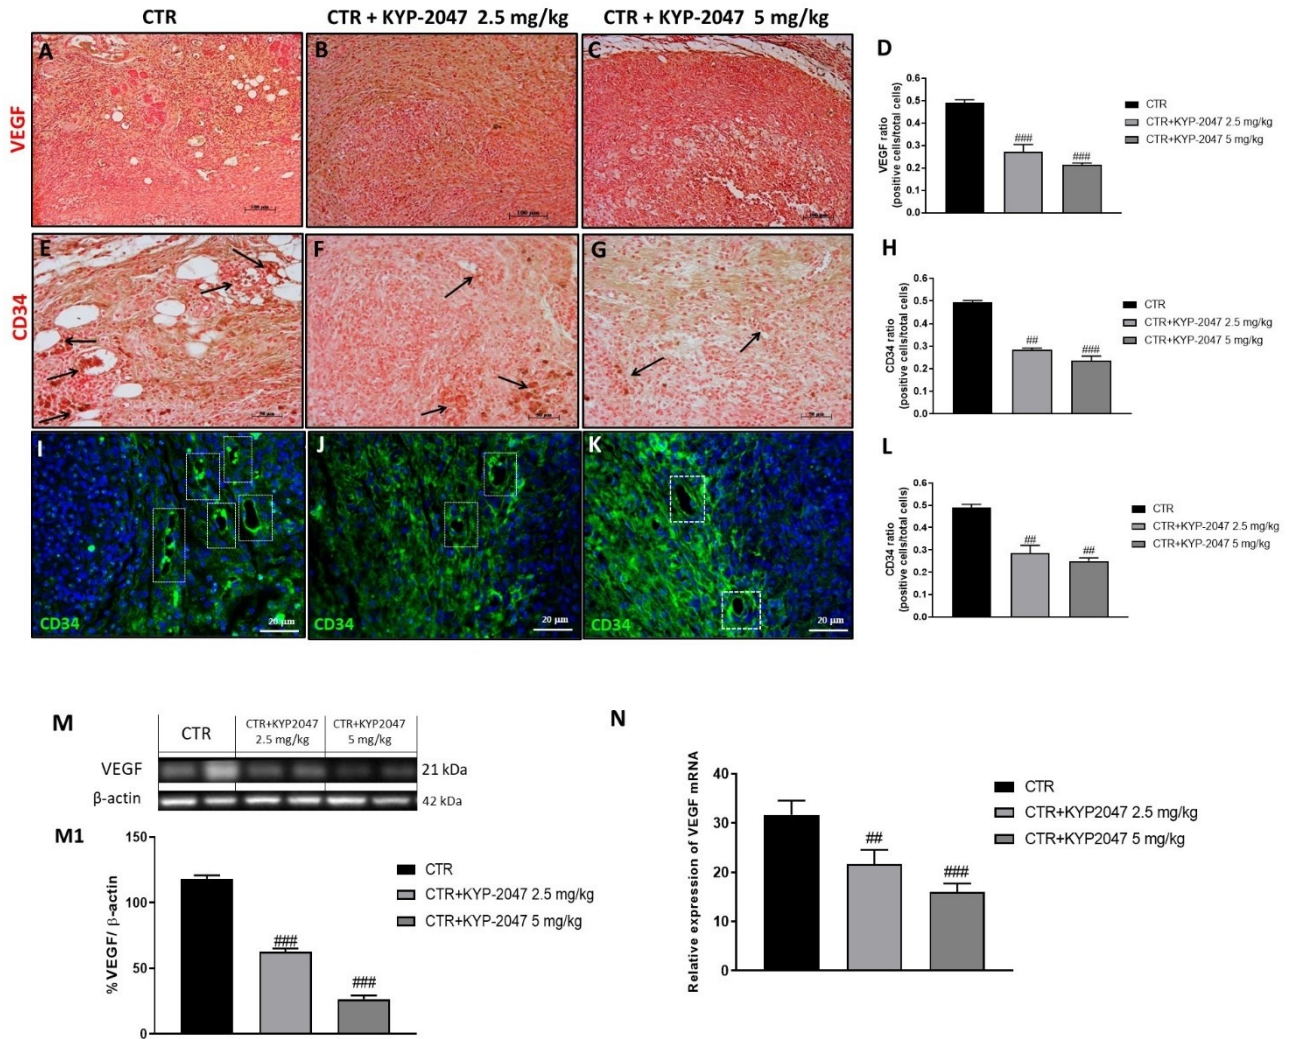 CTR
CTR + KYP-2047 2.5 mg/kg
CTR + KYP-2047 5 mg/kg
VEGF
A
100 µm
B
100 µm
C
100 µm
D
VEGF ratio
(positive cells/total cells)
0.6
0.5
0.4
0.3
0.2
0.1
0.0
###
###
CTR
CTR+KYP-2047 2.5 mg/kg
CTR+KYP-2047 5 mg/kg
CD34
E
F
G
H
CD34 ratio
(positive cells/total cells)
0.6
0.5
0.4
0.3
0.2
0.1
0.0
##
###
CTR
CTR+KYP-2047 2.5 mg/kg
CTR+KYP-2047 5 mg/kg
I
CD34
20 µm
J
CD34
20 µm
K
CD34
20 µm
L
CD34 ratio
(positive cells/total cells)
0.6
0.5
0.4
0.3
0.2
0.1
0.0
##
##
CTR
CTR+KYP-2047 2.5 mg/kg
CTR+KYP-2047 5 mg/kg
M
CTR
CTR+KYP2047
2.5 mg/kg
CTR+KYP2047
5 mg/kg
VEGF
21 kDa
β-actin
42 kDa
M1
% VEGF/ β-actin
150
100
50
0
###
###
CTR
CTR+KYP-2047 2.5 mg/kg
CTR+KYP-2047 5 mg/kg
N
Relative expression of VEGF mRNA
40
30
20
10
0
##
###
CTR
CTR+KYP2047 2.5 mg/kg
CTR+KYP2047 5 mg/kg